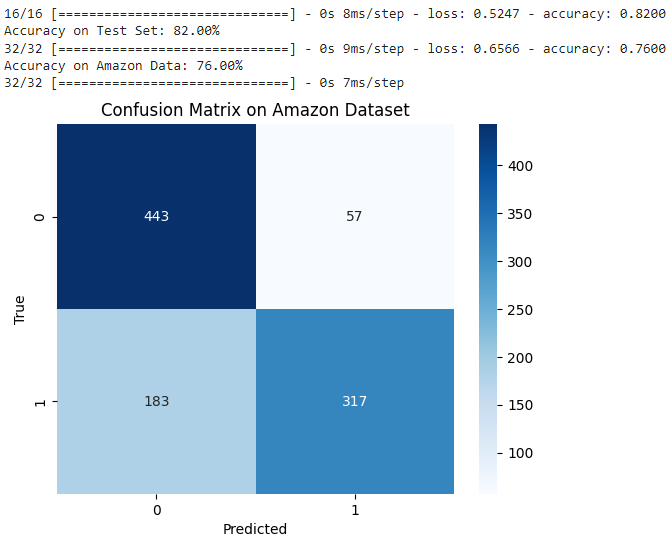 16/16 [==============================] - 0s 8ms/step - loss: 0.5247 - accuracy: 0.8200
Accuracy on Test Set: 82.00%
32/32 [==============================] - 0s 9ms/step - loss: 0.6566 - accuracy: 0.7600
Accuracy on Amazon Data: 76.00%
32/32 [==============================] - 0s 7ms/step
Confusion Matrix on Amazon Dataset
True
0
443
57
1
183
317
0
1
Predicted
400
350
300
250
200
150
100